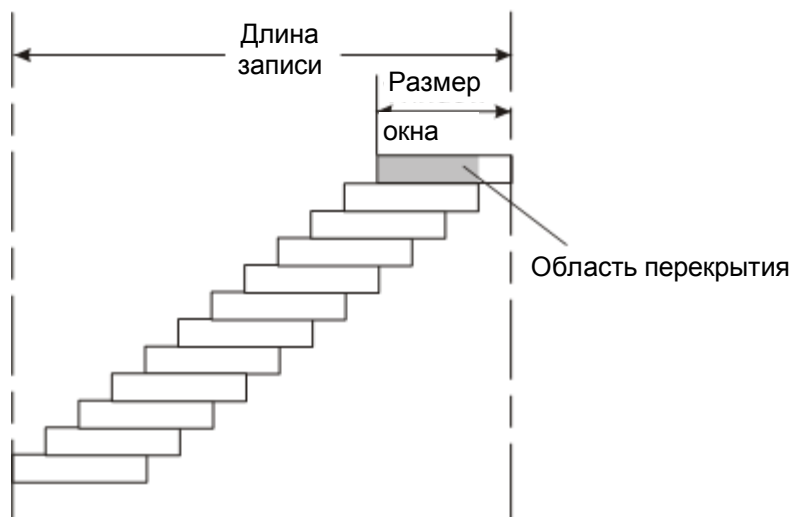 Длина
записи
Размер
окна
Область перекрытия